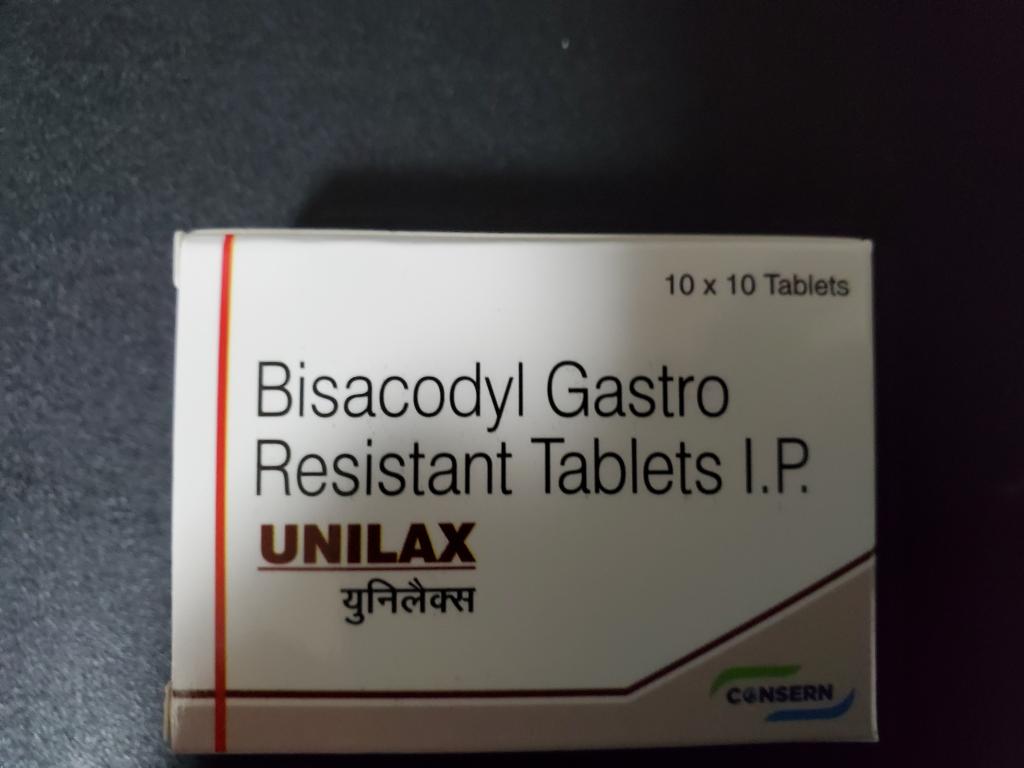 10 x 10 Tablets
Bisacodyl Gastro
Resistant Tablets I.P.
UNILAX
युनिलैक्स
CONSERN